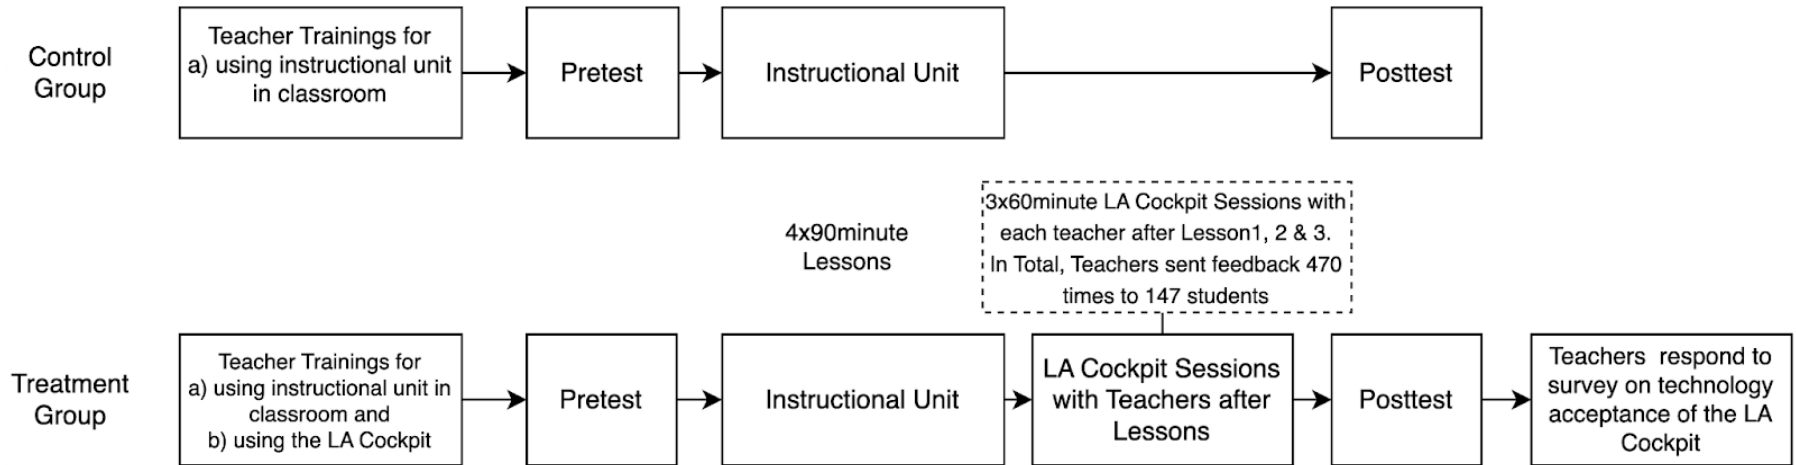 Control
Group
Teacher Trainings for
a) using instructional unit
in classroom
Pretest
Instructional Unit
Posttest
4x90minute
Lessons
3x60minute LA Cockpit Sessions with
each teacher after Lesson1, 2 & 3.
In Total, Teachers sent feedback 470
times to 147 students
Treatment
Group
Teacher Trainings for
a) using instructional unit in
classroom and
b) using the LA Cockpit
Pretest
Instructional Unit
LA Cockpit Sessions
with Teachers after
Lessons
Posttest
Teachers respond to
survey on technology
acceptance of the LA
Cockpit